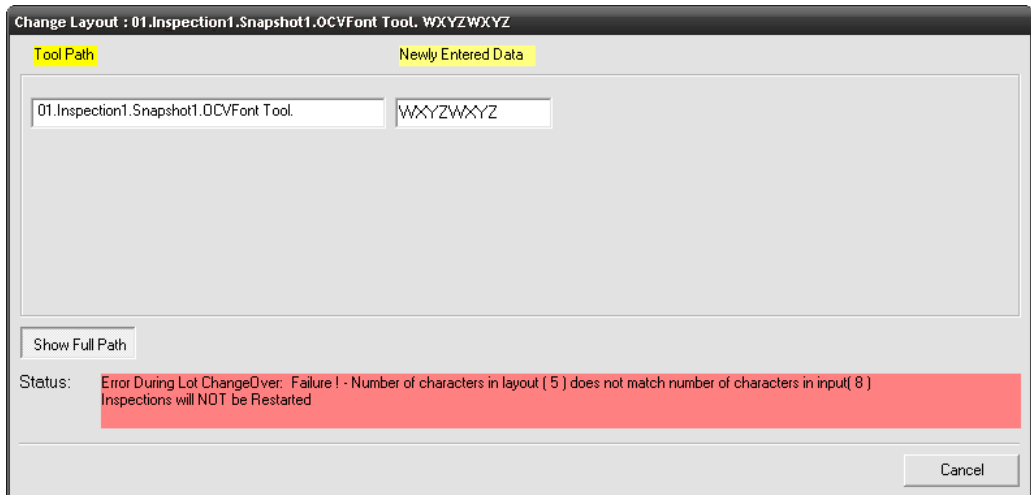 Change Layout : 01.Inspection1.Snapshot1.OCVFont Tool. WXYZWXYZ
Tool Path Newly Entered Data
01.Inspection1.Snapshot1.OCVFont Tool. WXYZWXYZ
Show Full Path
Status: Error During Lot ChangeOver: Failure ! - Number of characters in layout ( 5 ) does not match number of characters in input( 8 )
Inspections will NOT be Restarted
Cancel